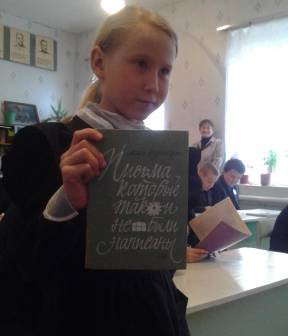 Письма
которые
так и
не были
написаны